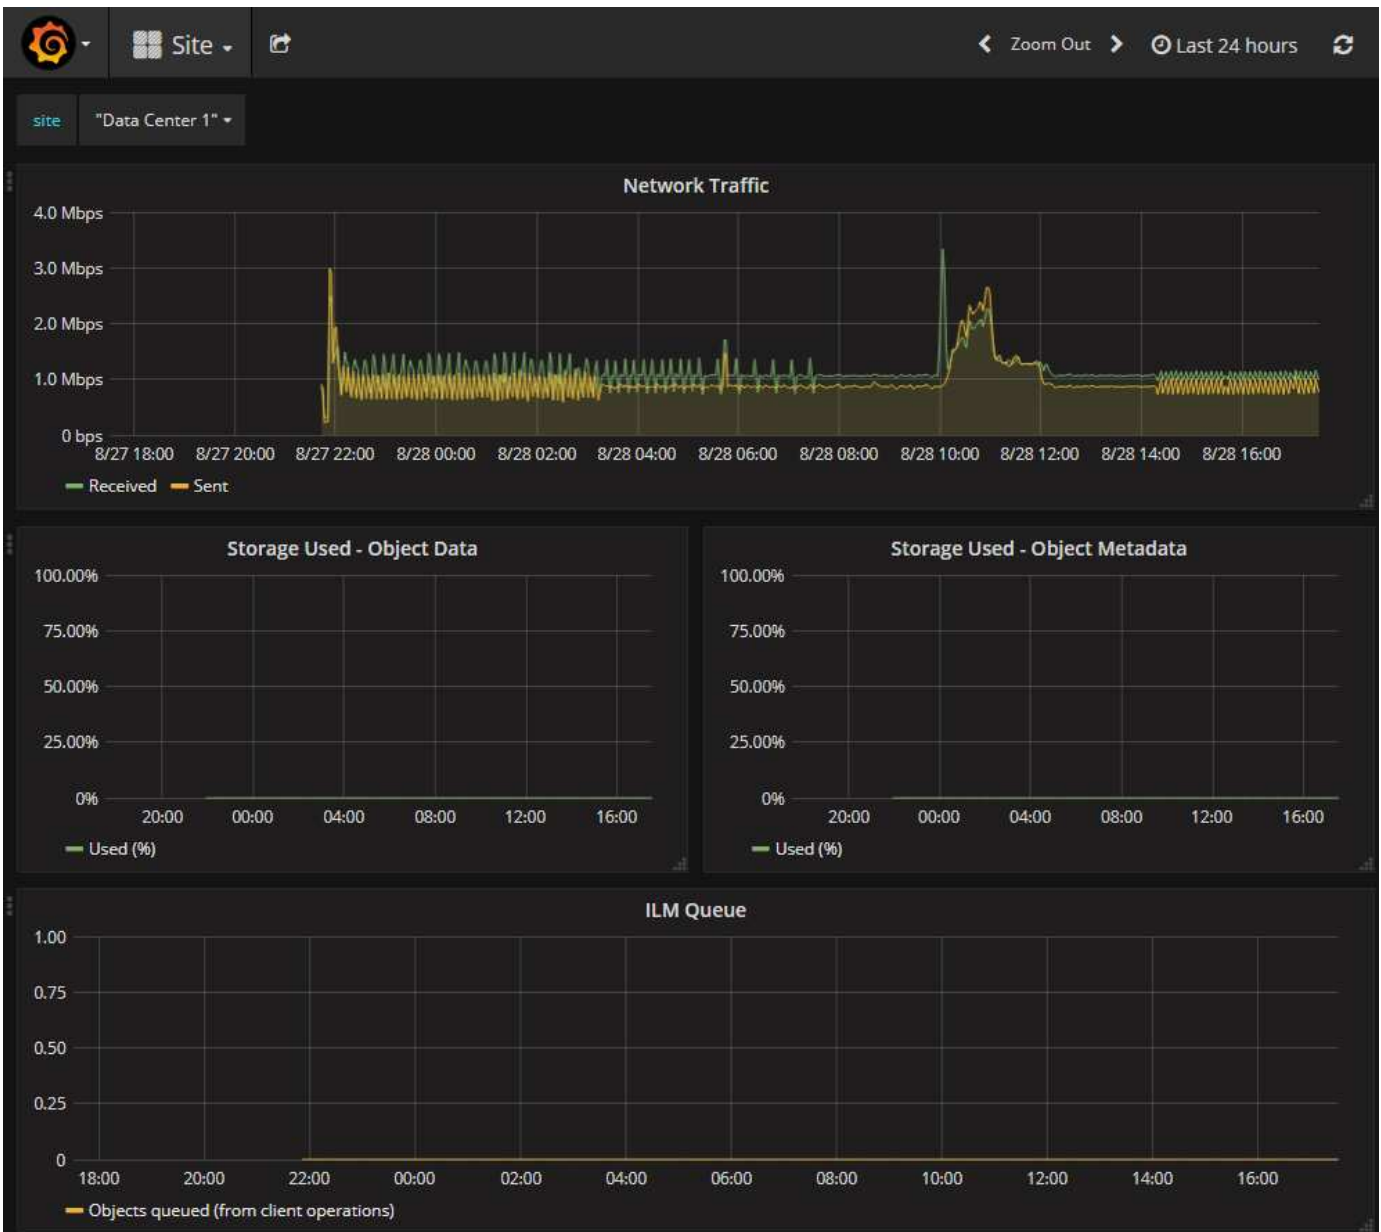 Site
Zoom Out
Last 24 hours
site "Data Center 1"
Network Traffic
4.0 Mbps
3.0 Mbps
2.0 Mbps
1.0 Mbps
0 bps
8/27 18:00 8/27 20:00 8/27 22:00 8/28 00:00 8/28 02:00 8/28 04:00 8/28 06:00 8/28 08:00 8/28 10:00 8/28 12:00 8/28 14:00 8/28 16:00
Received Sent
Storage Used - Object Data
100.00%
75.00%
50.00%
25.00%
0%
20:00 00:00 04:00 08:00 12:00 16:00
Used (%)
Storage Used - Object Metadata
100.00%
75.00%
50.00%
25.00%
0%
20:00 00:00 04:00 08:00 12:00 16:00
Used (%)
ILM Queue
1.00
0.75
0.50
0.25
0
18:00 20:00 22:00 00:00 02:00 04:00 06:00 08:00 10:00 12:00 14:00 16:00
Objects queued (from client operations)